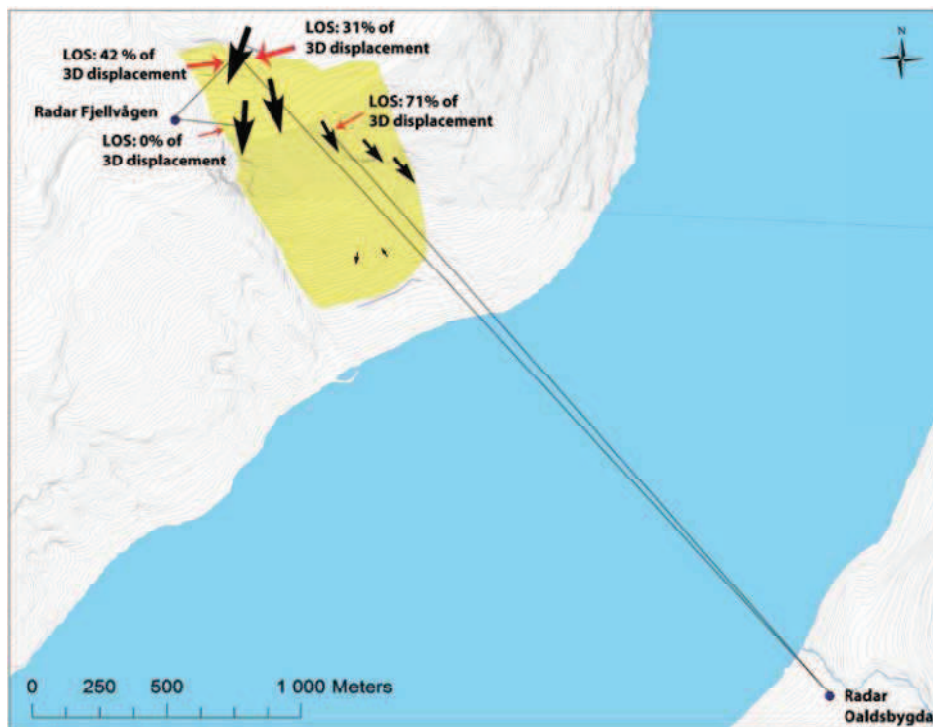 N
LOS: 31% of
3D displacement
LOS: 42 % of
3D displacement
Radar Fjellvågen
LOS: 71% of
3D displacement
LOS: 0% of
3D displacement
0 250 500 1 000 Meters
Radar
Oaldsbygda